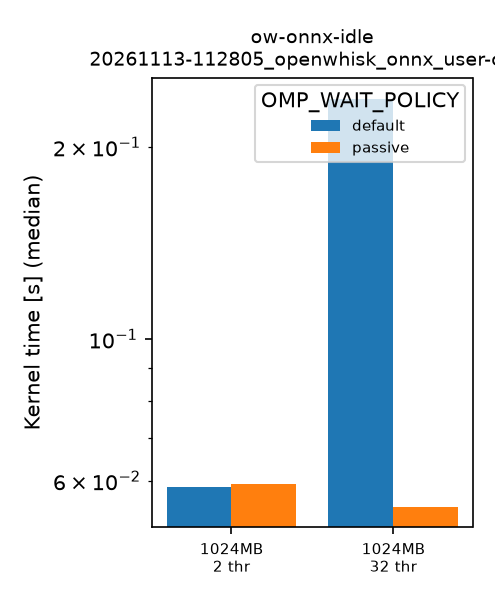 ow-onnx-idle
20261113-112805_openwhisk_onnx_user-
OMP_WAIT_POLICY
default
passive
Kernel time [s] (median)
2 × 10⁻¹
10⁻¹
6 × 10⁻²
1024MB
2 thr
1024MB
32 thr